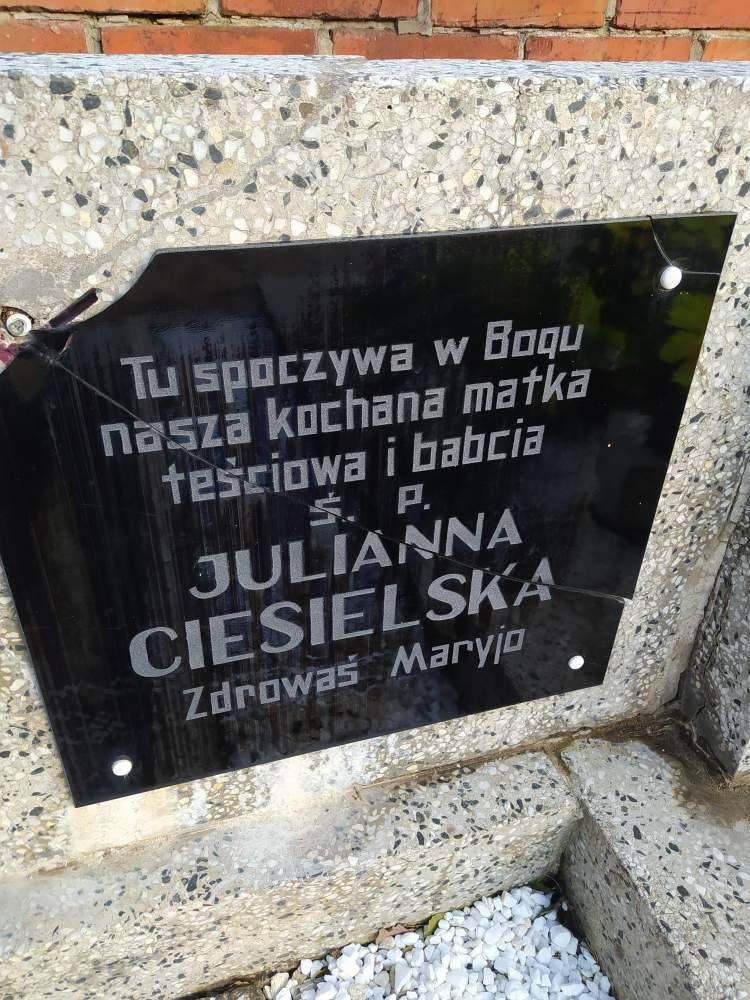 Tu spoczywa w Bogu
nasza kochana matka
teściowa i babcia
ś. p.
JULIANNA
CIESIELSKA
Zdrowaś Maryjo